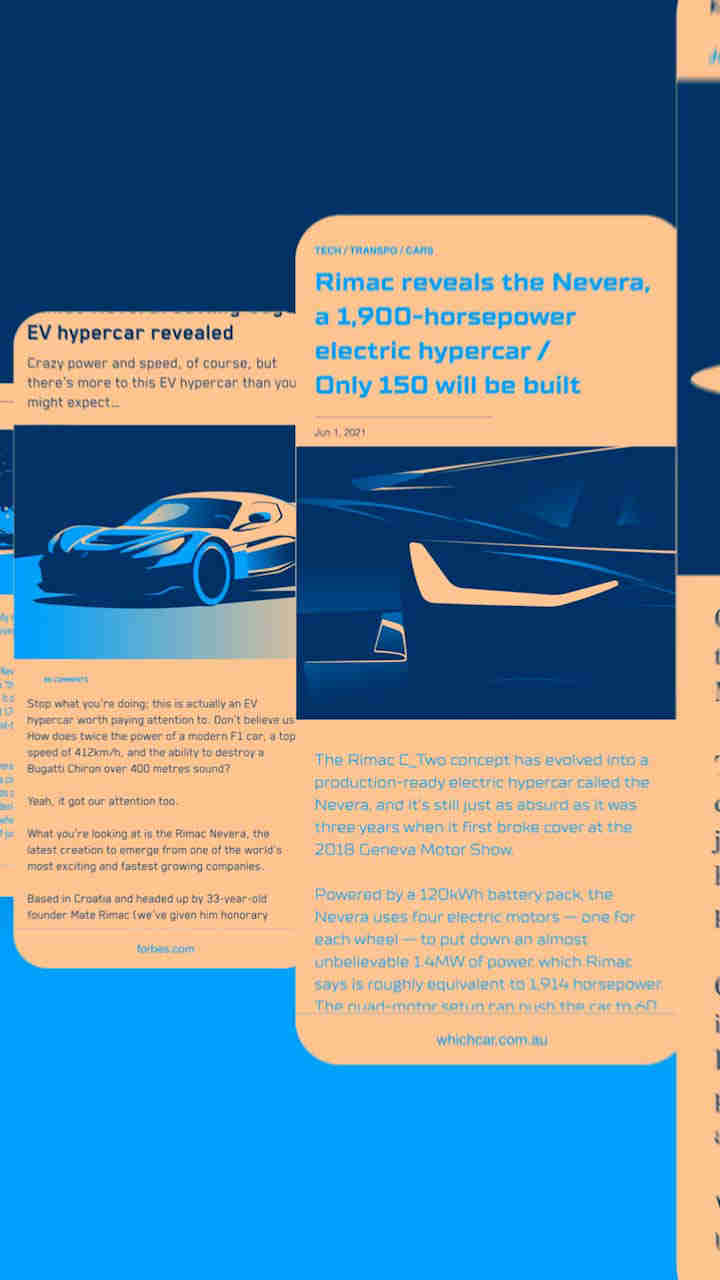 EV hypercar revealed
Crazy power and speed, of course, but
there's more to this EV hypercar than you
might expect...
86 COMMENTS
Stop what you're doing; this is actually an EV
hypercar worth paying attention to. Don't believe us
How does twice the power of a modern F1 car, a top
speed of 412km/h, and the ability to destroy a
Bugatti Chiron over 400 metres sound?
Yeah, it got our attention too.
What you're looking at is the Rimac Nevera, the
latest creation to emerge from one of the world's
most exciting and fastest growing companies.
Based in Croatia and headed up by 33-year-old
founder Mate Rimac (we've given him honorary
forbes.com
TECH / TRANSPO / CARS
Rimac reveals the Nevera,
a 1,900-horsepower
electric hypercar /
Only 150 will be built
Jun 1, 2021
The Rimac C_Two concept has evolved into a
production-ready electric hypercar called the
Nevera, and it's still just as absurd as it was
three years when it first broke cover at the
2018 Geneva Motor Show.
Powered by a 120kWh battery pack, the
Nevera uses four electric motors — one for
each wheel — to put down an almost
unbelievable 1.4MW of power, which Rimac
says is roughly equivalent to 1,914 horsepower.
The quad-motor setup can push the car to 60
whichcar.com.au